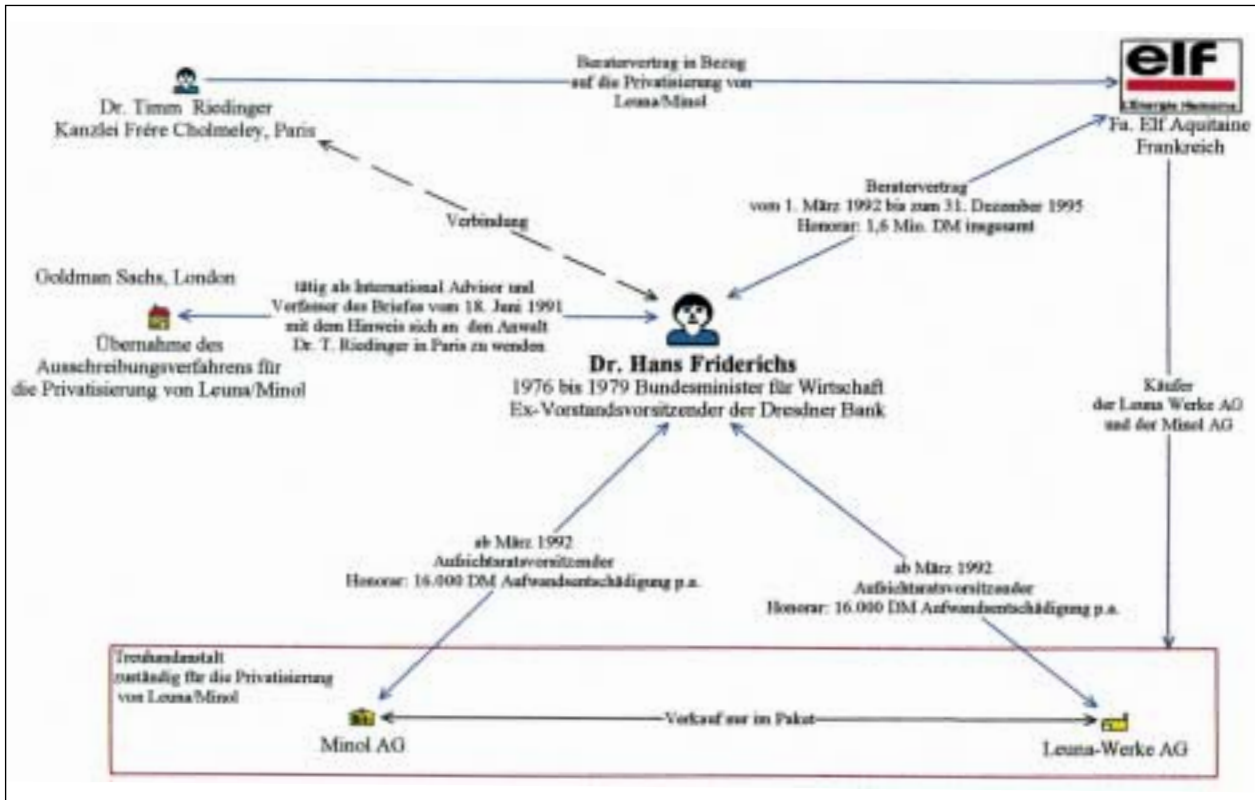 Beratervertrag in Bezug
auf die Privatisierung von
Leuna/Minol
elf
Dr. Timm Riedinger
Kanzlei Frére Cholmeley, Paris
Fa. Elf Aquitaine
Frankreich
Beratervertrag
vom 1. März 1992 bis zum 31. Dezember 1995
Honorar: 1,6 Mio. DM insgesamt
Verbindung
Goldman Sachs, London
tätig als International Advisor und
Verfasser des Briefes vom 18. Juni 1991
mit dem Hinweis sich an den Anwalt
Dr. T. Riedinger in Paris zu wenden
Übernahme des
Ausschreibungsverfahrens für
die Privatisierung von Leuna/Minol
Dr. Hans Friderichs
1976 bis 1979 Bundesminister für Wirtschaft
Ex-Vorstandsvorsitzender der Dresdner Bank
Käufer
der Leuna Werke AG
und der Minol AG
ab März 1992
Aufsichtsratsvorsitzender
Honorar: 16.000 DM Aufwandsentschädigung p.a.
ab März 1992
Aufsichtsratsvorsitzender
Honorar: 16.000 DM Aufwandsentschädigung p.a.
Treuhandanstalt
zuständig für die Privatisierung
von Leuna/Minol
Verkauf nur im Paket
Minol AG
Leuna-Werke AG